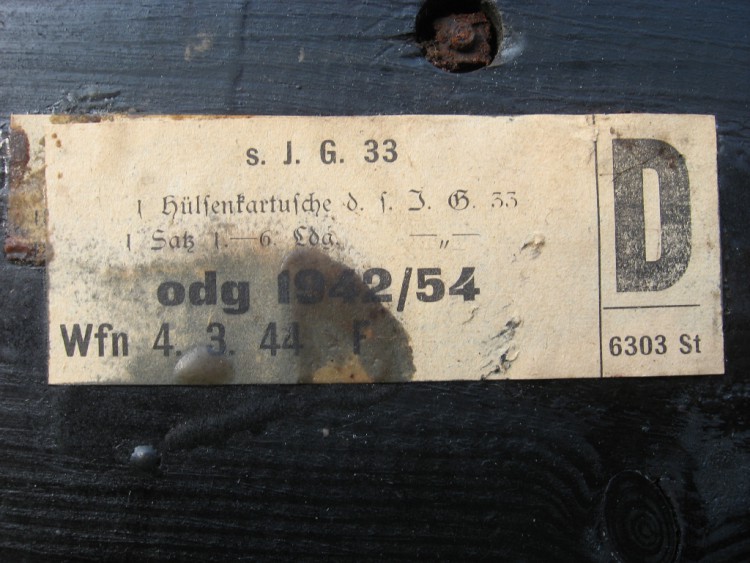 s. J. G. 33
1 Hülsenkartusche d. s. J. G. 33
1 Satz 1.—6. Ldg. —„—
odg 1942/54
Wfn 4. 3. 44 F
D
6303 St